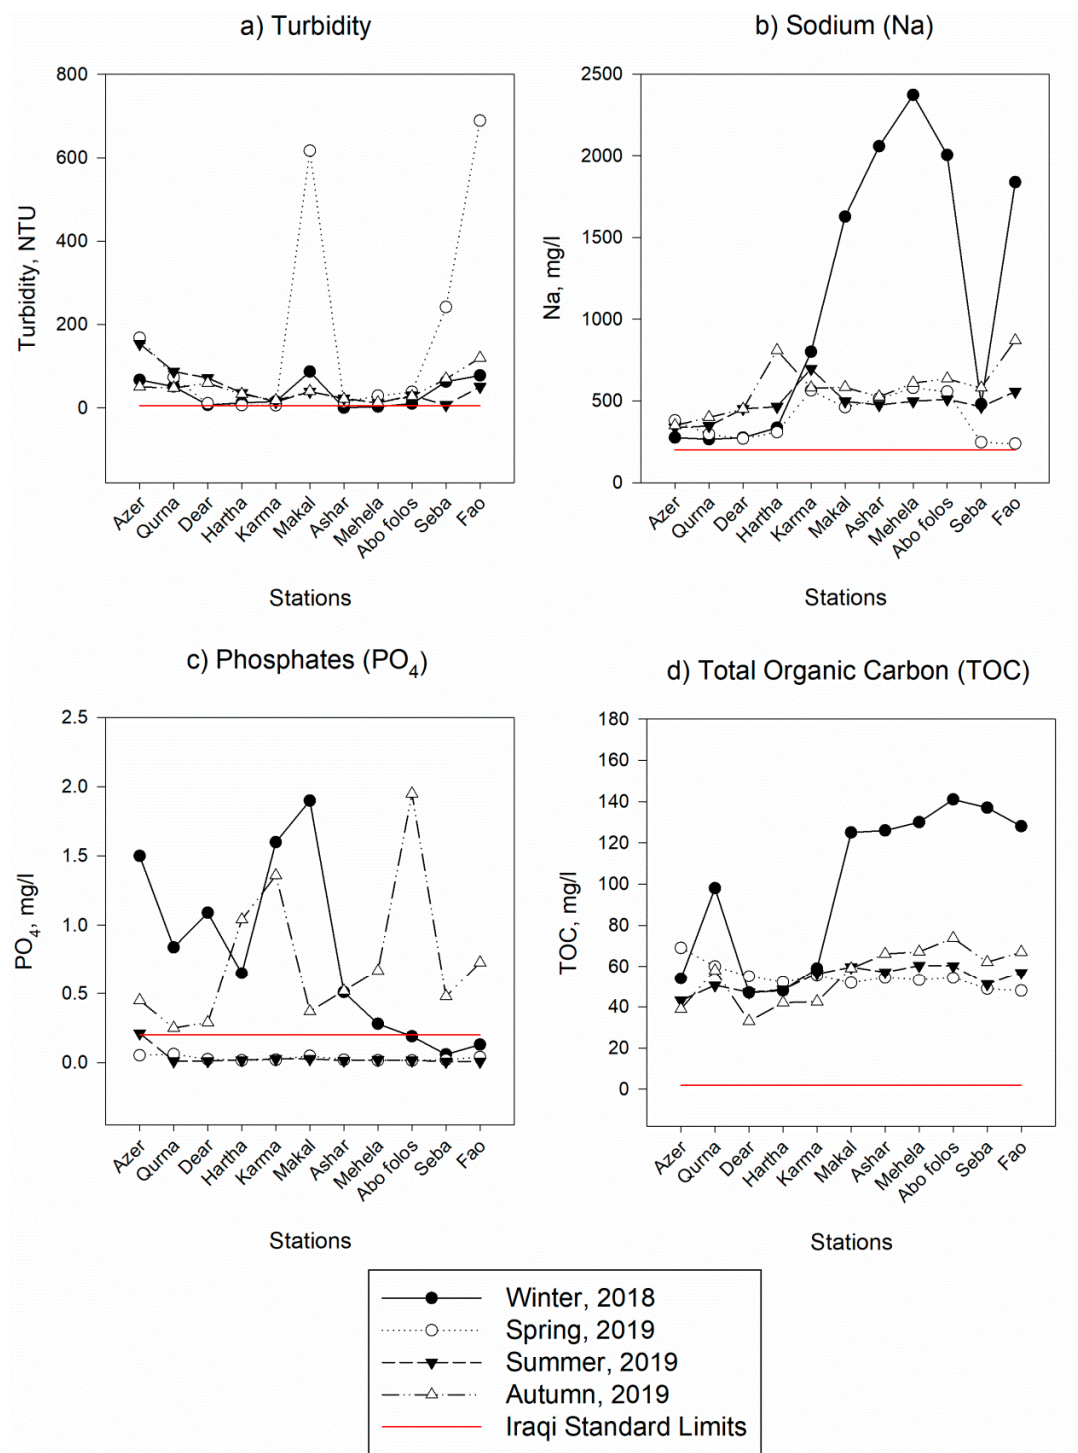 a) Turbidity
b) Sodium (Na)
800
600
400
200
0
Turbidity, NTU
Azer
Qurna
Dear
Hartha
Karma
Makal
Ashar
Mehela
Abo folos
Seba
Fao
Stations
2500
2000
1500
1000
500
0
Na, mg/l
Azer
Qurna
Dear
Hartha
Karma
Makal
Ashar
Mehela
Abo folos
Seba
Fao
Stations
c) Phosphates (PO₄)
d) Total Organic Carbon (TOC)
2.5
2.0
1.5
1.0
0.5
0.0
PO₄, mg/l
Azer
Qurna
Dear
Hartha
Karma
Makal
Ashar
Mehela
Abo folos
Seba
Fao
Stations
180
160
140
120
100
80
60
40
20
0
TOC, mg/l
Azer
Qurna
Dear
Hartha
Karma
Makal
Ashar
Mehela
Abo folos
Seba
Fao
Stations
Winter, 2018
Spring, 2019
Summer, 2019
Autumn, 2019
Iraqi Standard Limits